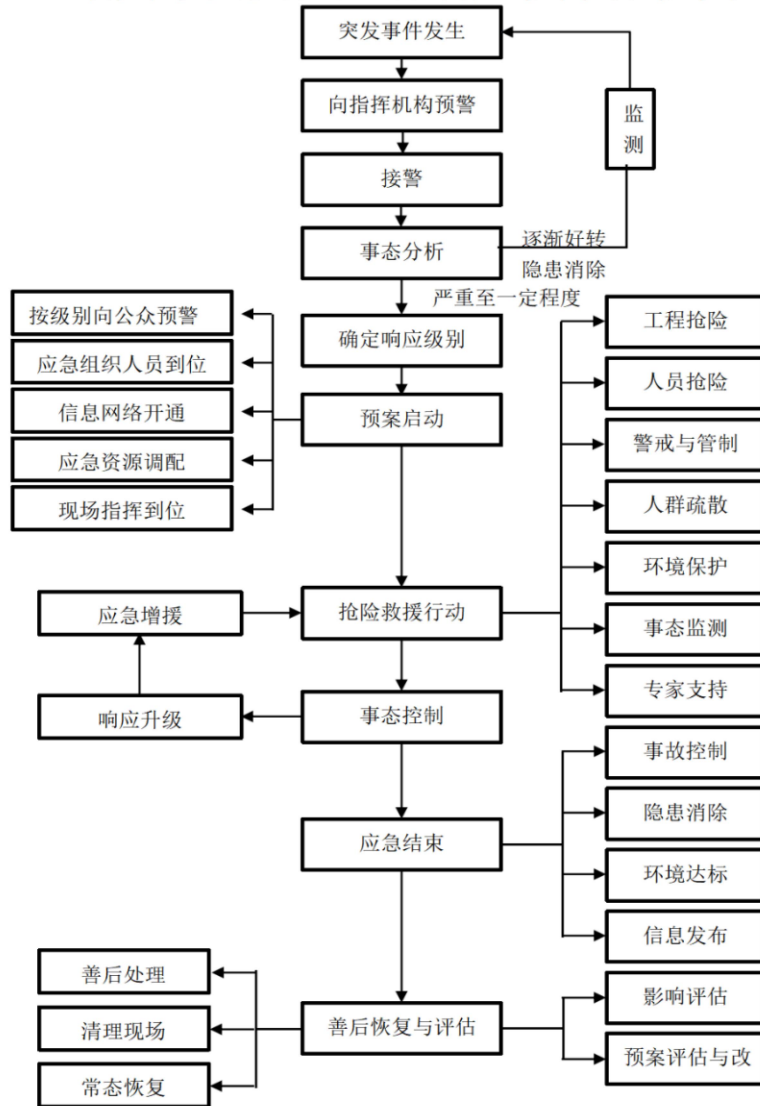 突发事件发生
向指挥机构预警
监
测
接警
事态分析
逐渐好转
隐患消除
严重至一定程度
按级别向公众预警
工程抢险
确定响应级别
应急组织人员到位
人员抢险
信息网络开通
预案启动
警戒与管制
应急资源调配
现场指挥到位
人群疏散
环境保护
应急增援
抢险救援行动
事态监测
专家支持
响应升级
事态控制
事故控制
隐患消除
应急结束
环境达标
信息发布
善后处理
影响评估
清理现场
善后恢复与评估
预案评估与改
常态恢复